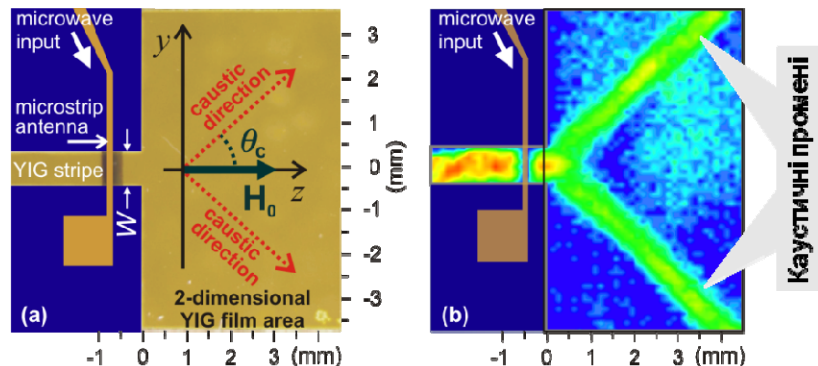 microwave
input
microstrip
antenna
YIG stripe
W
(a)
y
caustic
direction
θc
z
H0
caustic
direction
2-dimensional
YIG film area
3
2
1
0
-1
-2
-3
(mm)
-1 0 1 2 3 (mm)
microwave
input
(b)
-1 0 1 2 3 (mm)
Каустичні промені